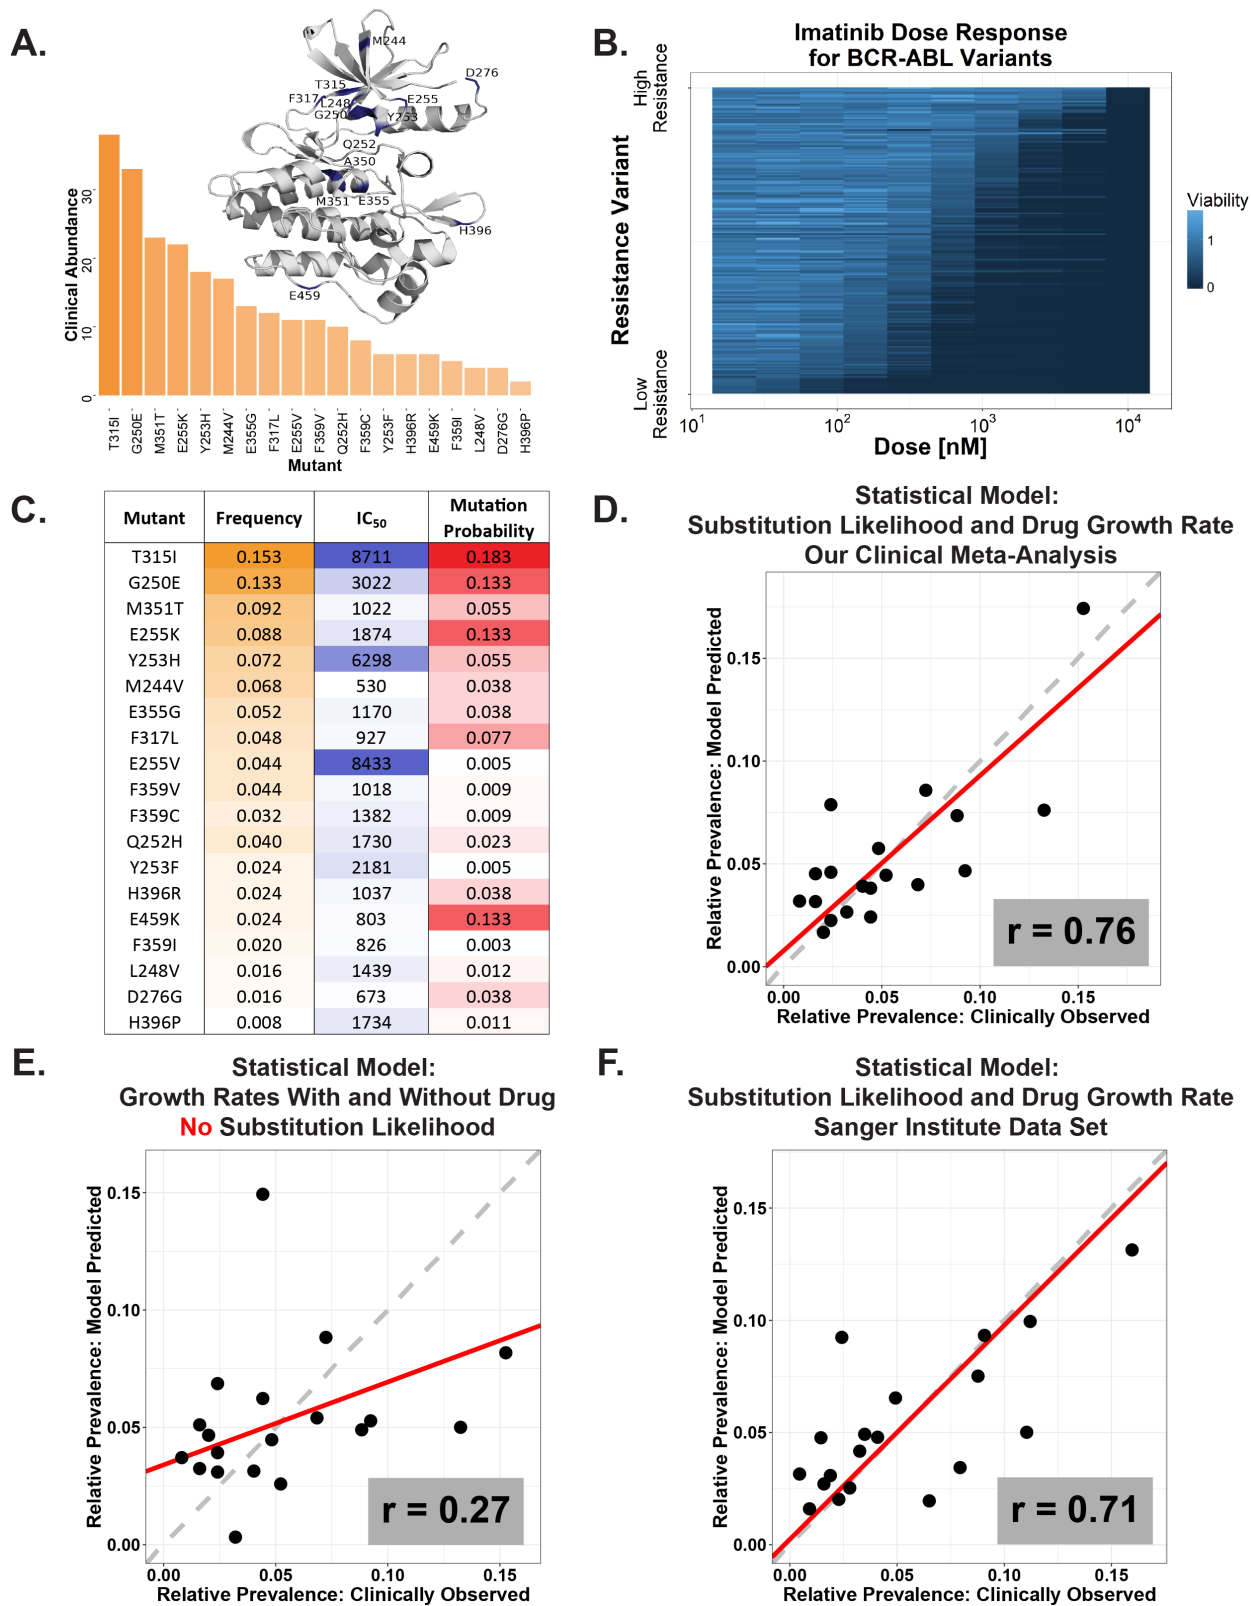 A.
M244
D276
T315
F317
L248
E255
G250
Y253
Q252
A350
M351
E355
H396
E459
Clinical Abundance
0
10
20
30
T315I
G250E
M351T
E255K
Y253H
M244V
E355G
F317L
E255V
F359V
Q252H
F359C
Y253F
H396R
E459K
F359I
L248V
D276G
H396P
Mutant
B.
Imatinib Dose Response
for BCR-ABL Variants
High
Resistance
Resistance Variant
Low
Resistance
10^1
10^2
10^3
10^4
Dose [nM]
Viability
1
0
C.
Mutant Frequency IC50 Mutation Probability
T315I 0.153 8711 0.183
G250E 0.133 3022 0.133
M351T 0.092 1022 0.055
E255K 0.088 1874 0.133
Y253H 0.072 6298 0.055
M244V 0.068 530 0.038
E355G 0.052 1170 0.038
F317L 0.048 927 0.077
E255V 0.044 8433 0.005
F359V 0.044 1018 0.009
F359C 0.032 1382 0.009
Q252H 0.040 1730 0.023
Y253F 0.024 2181 0.005
H396R 0.024 1037 0.038
E459K 0.024 803 0.133
F359I 0.020 826 0.003
L248V 0.016 1439 0.012
D276G 0.016 673 0.038
H396P 0.008 1734 0.011
D.
Statistical Model:
Substitution Likelihood and Drug Growth Rate
Our Clinical Meta-Analysis
Relative Prevalence: Model Predicted
0.15
0.10
0.05
0.00
r = 0.76
0.00 0.05 0.10 0.15
Relative Prevalence: Clinically Observed
E.
Statistical Model:
Growth Rates With and Without Drug
No Substitution Likelihood
Relative Prevalence: Model Predicted
0.15
0.10
0.05
0.00
r = 0.27
0.00 0.05 0.10 0.15
Relative Prevalence: Clinically Observed
F.
Statistical Model:
Substitution Likelihood and Drug Growth Rate
Sanger Institute Data Set
Relative Prevalence: Model Predicted
0.15
0.10
0.05
0.00
r = 0.71
0.00 0.05 0.10 0.15
Relative Prevalence: Clinically Observed